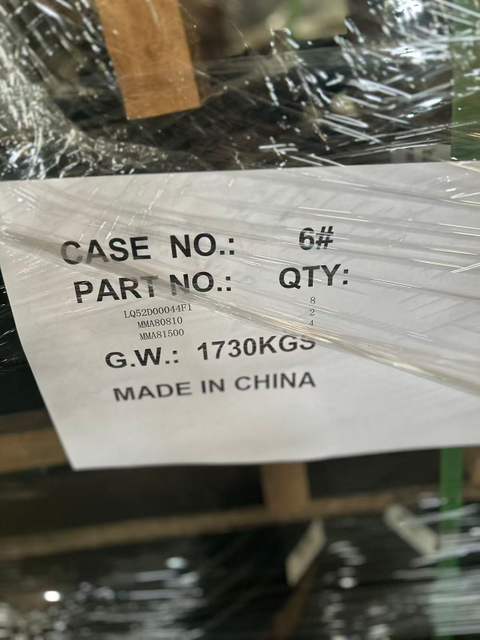 CASE NO.: 6#
PART NO.: QTY:
LQ52D00044F1 8
MMA80810 2
MMA81500 4
G.W.: 1730KGS
MADE IN CHINA